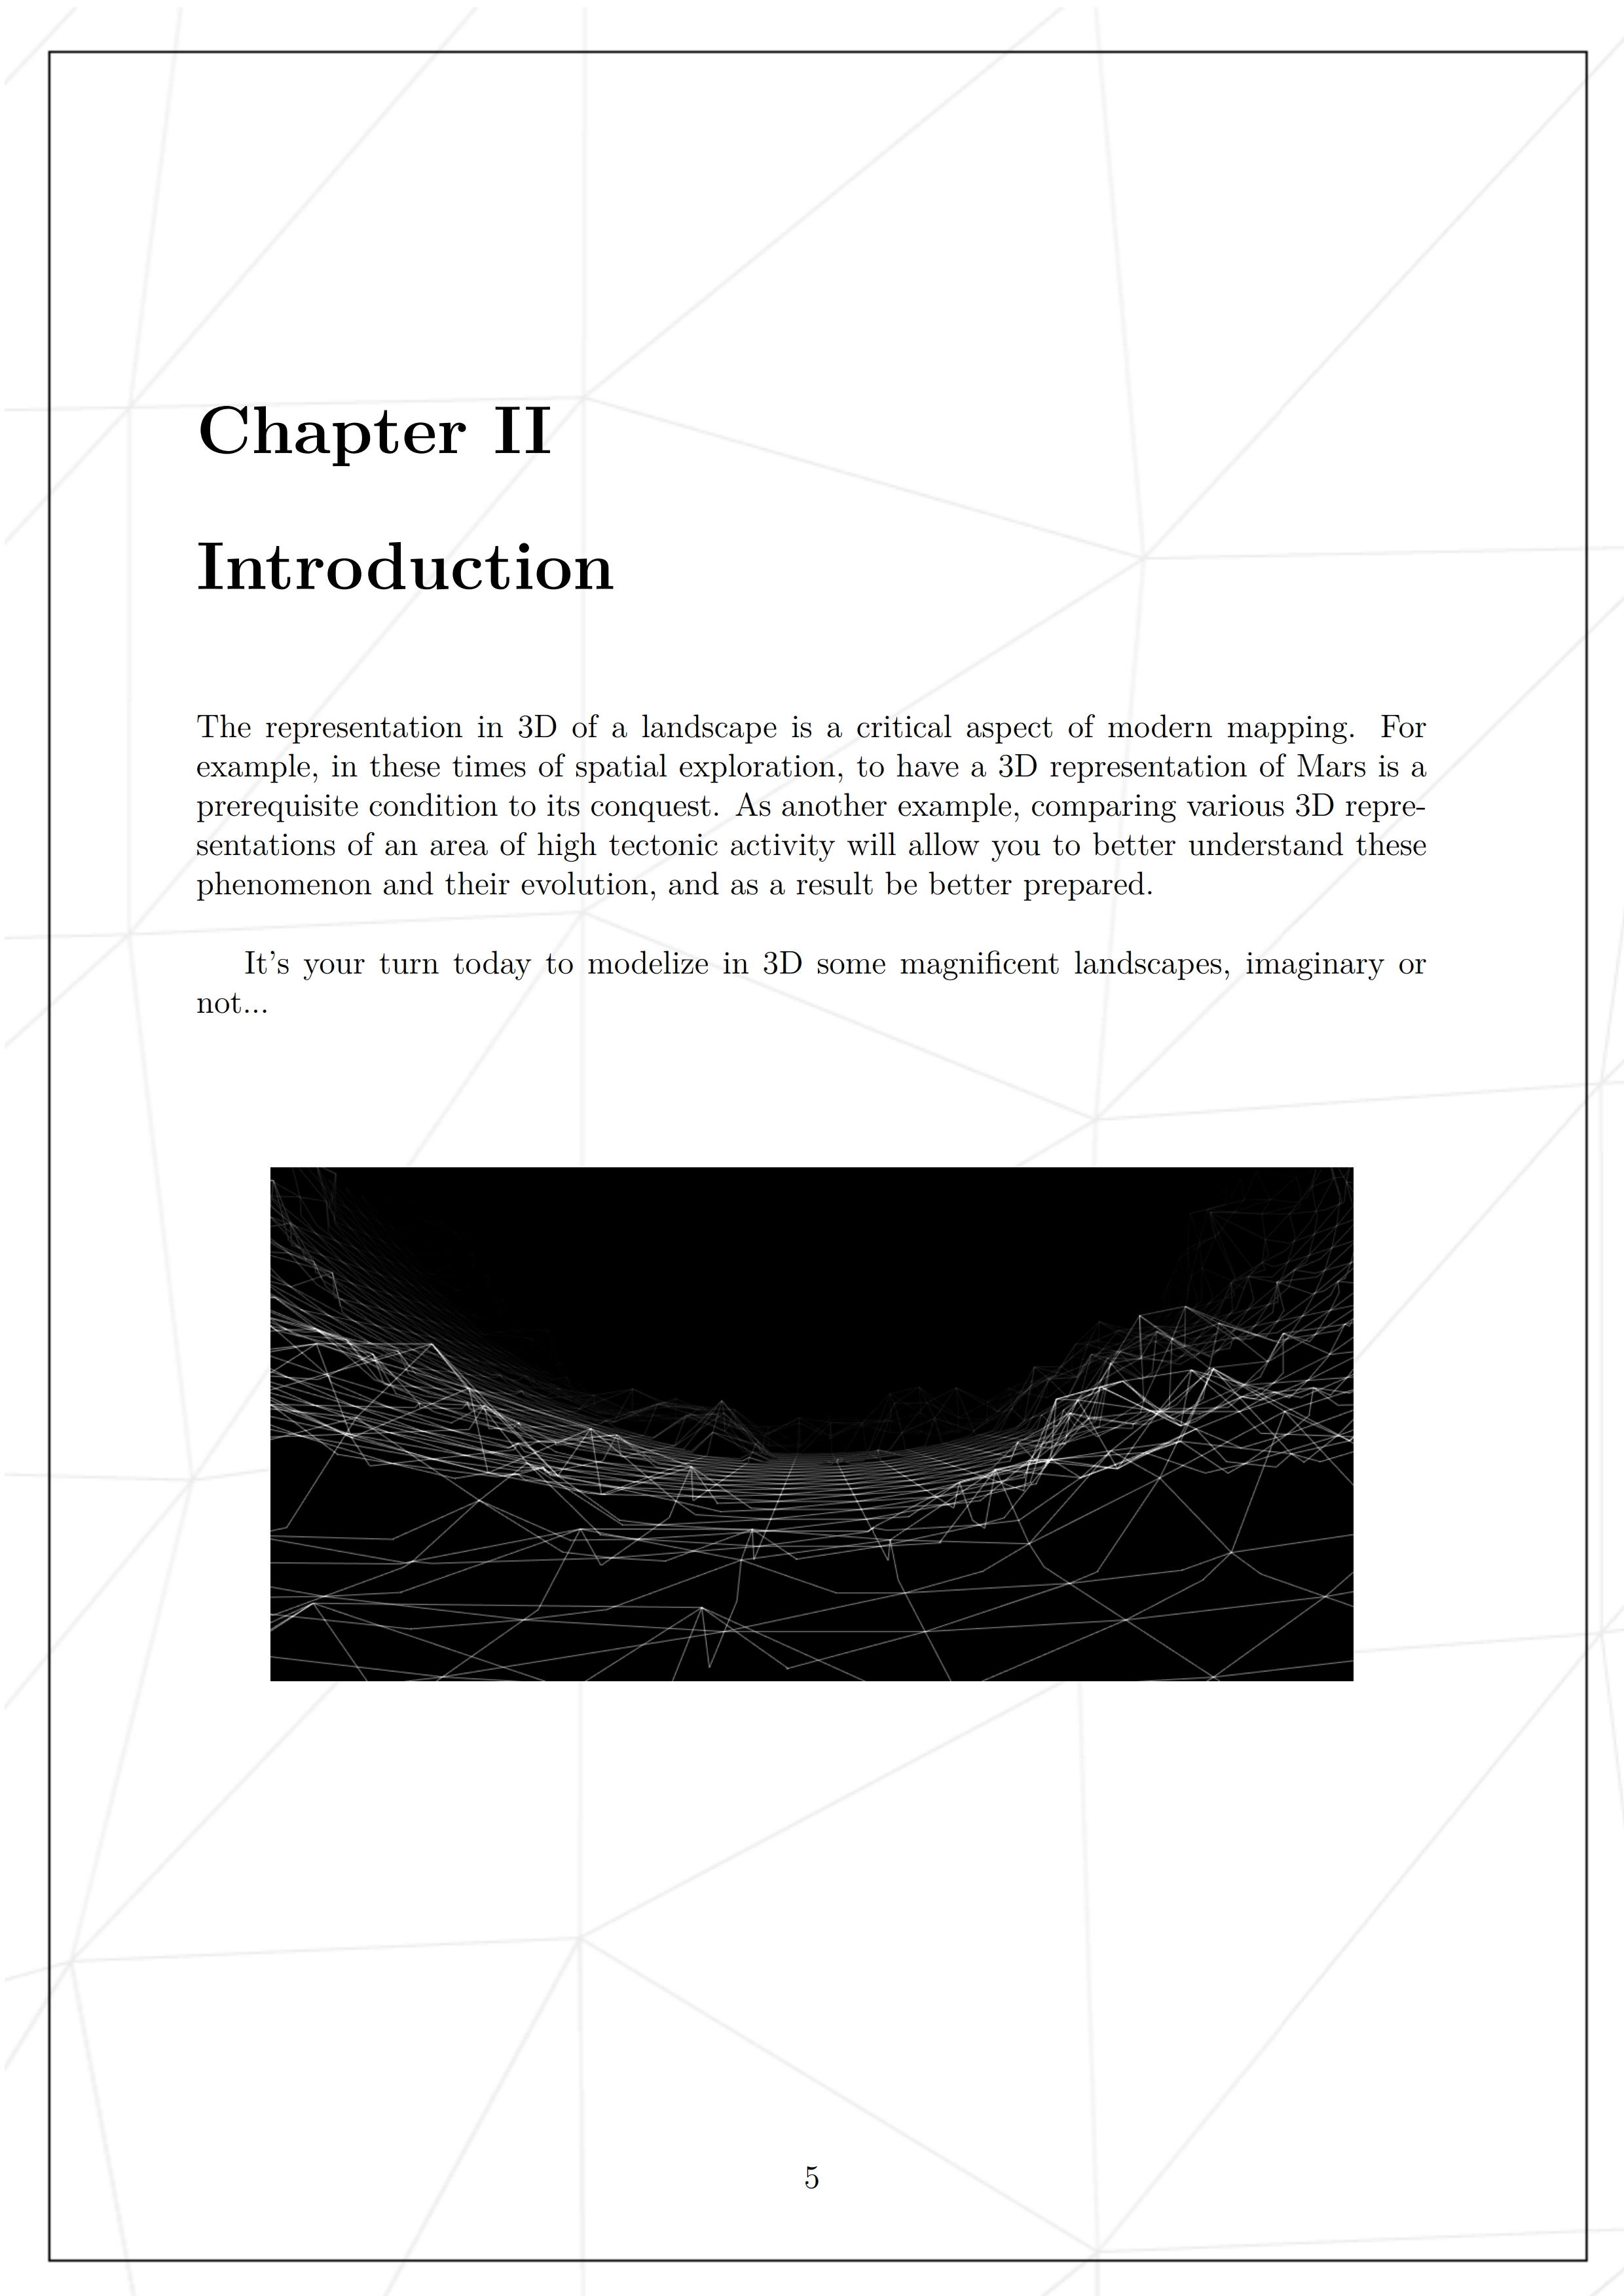 Chapter II
Introduction
The representation in 3D of a landscape is a critical aspect of modern mapping. For
example, in these times of spatial exploration, to have a 3D representation of Mars is a
prerequisite condition to its conquest. As another example, comparing various 3D repre-
sentations of an area of high tectonic activity will allow you to better understand these
phenomenon and their evolution, and as a result be better prepared.
It's your turn today to modelize in 3D some magnificent landscapes, imaginary or
not...
5